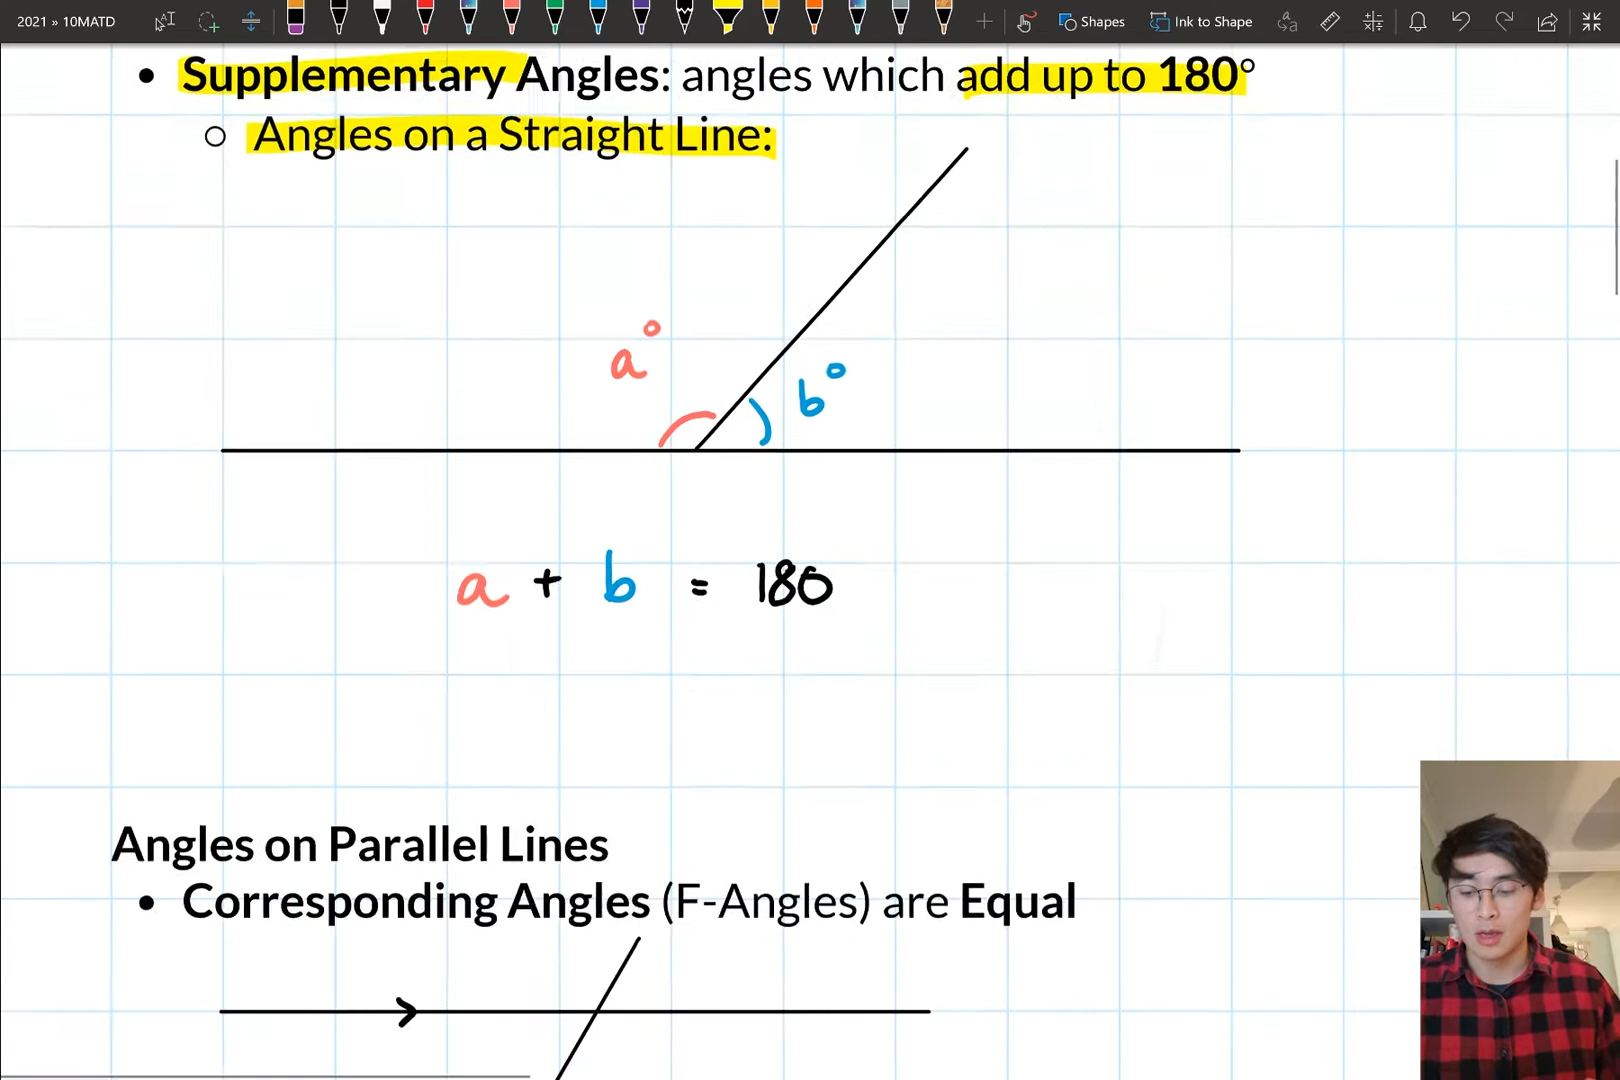 2021 » 10MATD
Shapes
Ink to Shape
• Supplementary Angles: angles which add up to 180°
○ Angles on a Straight Line:
a°
b°
a + b = 180
Angles on Parallel Lines
• Corresponding Angles (F-Angles) are Equal